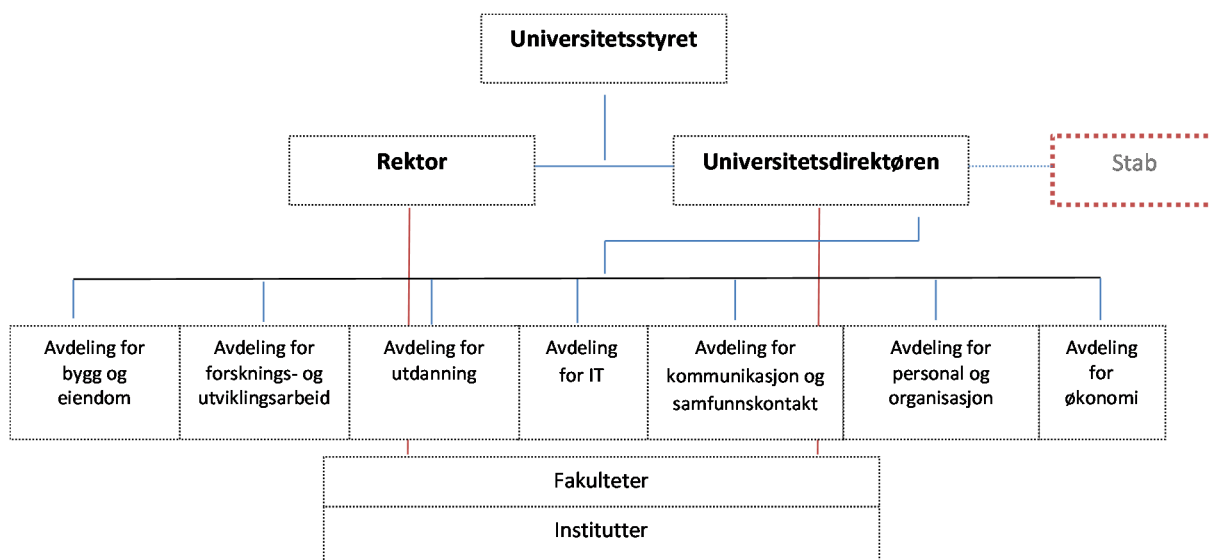 Universitetsstyret
Rektor
Universitetsdirektøren
Stab
Avdeling for
bygg og
eiendom
Avdeling for
forsknings- og
utviklingsarbeid
Avdeling for
utdanning
Avdeling
for IT
Avdeling for
kommunikasjon og
samfunnskontakt
Avdeling for
personal og
organisasjon
Avdeling
for
økonomi
Fakulteter
Institutter